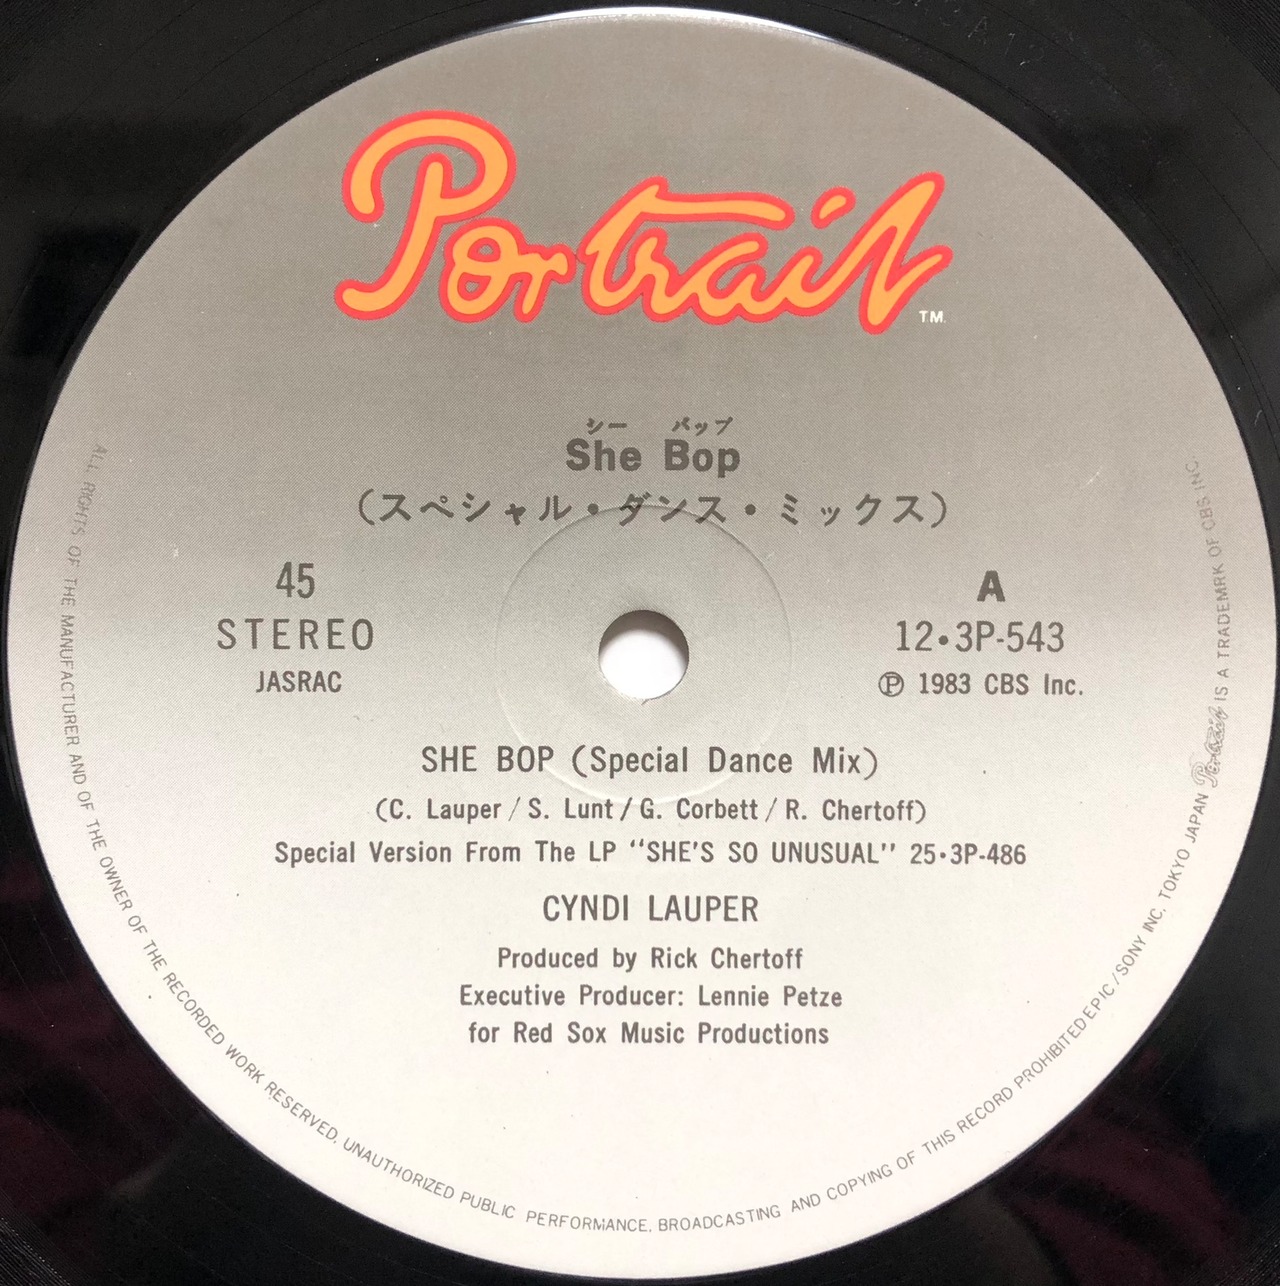 Portrait
TM.
シー バップ
She Bop
(スペシャル・ダンス・ミックス)
45
STEREO
JASRAC
A
12・3P-543
Ⓟ 1983 CBS Inc.
SHE BOP (Special Dance Mix)
(C. Lauper / S. Lunt / G. Corbett / R. Chertoff)
Special Version From The LP "SHE'S SO UNUSUAL" 25・3P-486
CYNDI LAUPER
Produced by Rick Chertoff
Executive Producer: Lennie Petze
for Red Sox Music Productions
ALL RIGHTS OF THE MANUFACTURER AND OF THE OWNER OF THE RECORDED WORK RESERVED. UNAUTHORIZED PUBLIC PERFORMANCE. BROADCASTING AND COPYING OF THIS RECORD PROHIBITED EPIC/SONY INC. TOKYO JAPAN Portrait IS A TRADEMRK OF CBS INC.